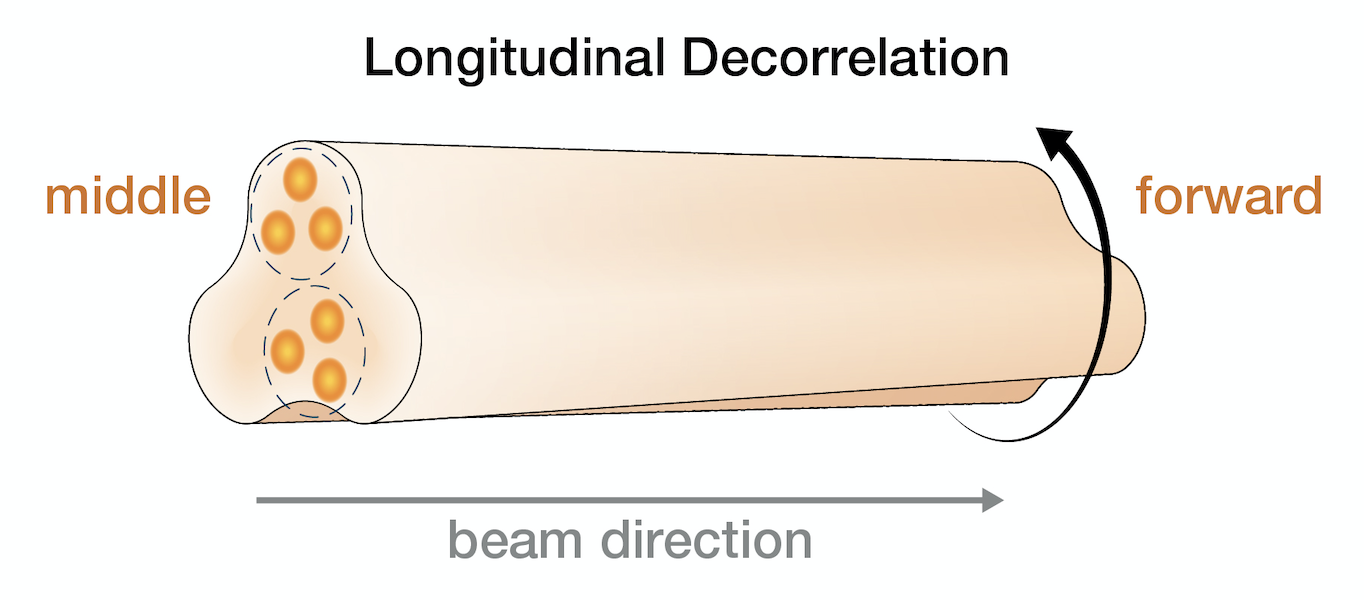 Longitudinal Decorrelation
middle
forward
beam direction